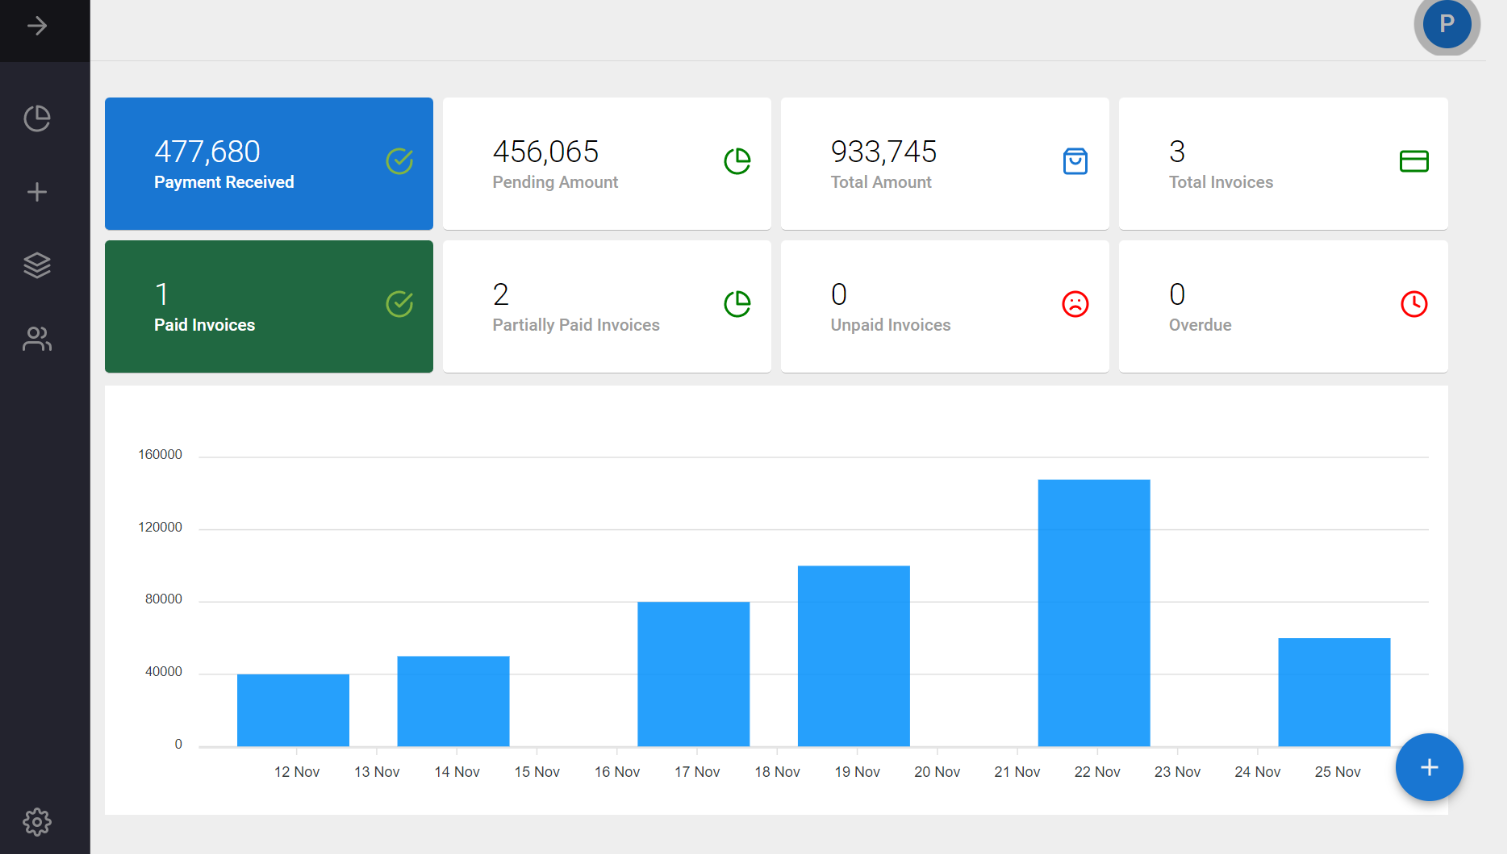 P
477,680
Payment Received
456,065
Pending Amount
933,745
Total Amount
3
Total Invoices
1
Paid Invoices
2
Partially Paid Invoices
0
Unpaid Invoices
0
Overdue
160000
120000
80000
40000
0
12 Nov 13 Nov 14 Nov 15 Nov 16 Nov 17 Nov 18 Nov 19 Nov 20 Nov 21 Nov 22 Nov 23 Nov 24 Nov 25 Nov